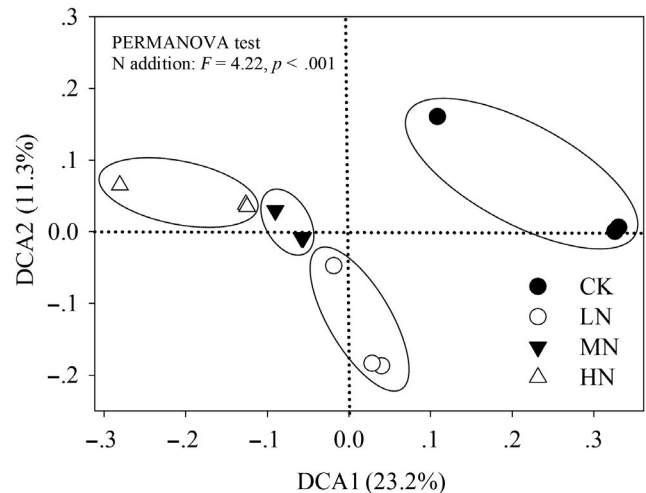 PERMANOVA test
N addition: F = 4.22, p < .001
.3
.2
.1
0.0
-.1
-.2
DCA2 (11.3%)
CK
LN
MN
HN
-.3
-.2
-.1
0.0
.1
.2
.3
DCA1 (23.2%)